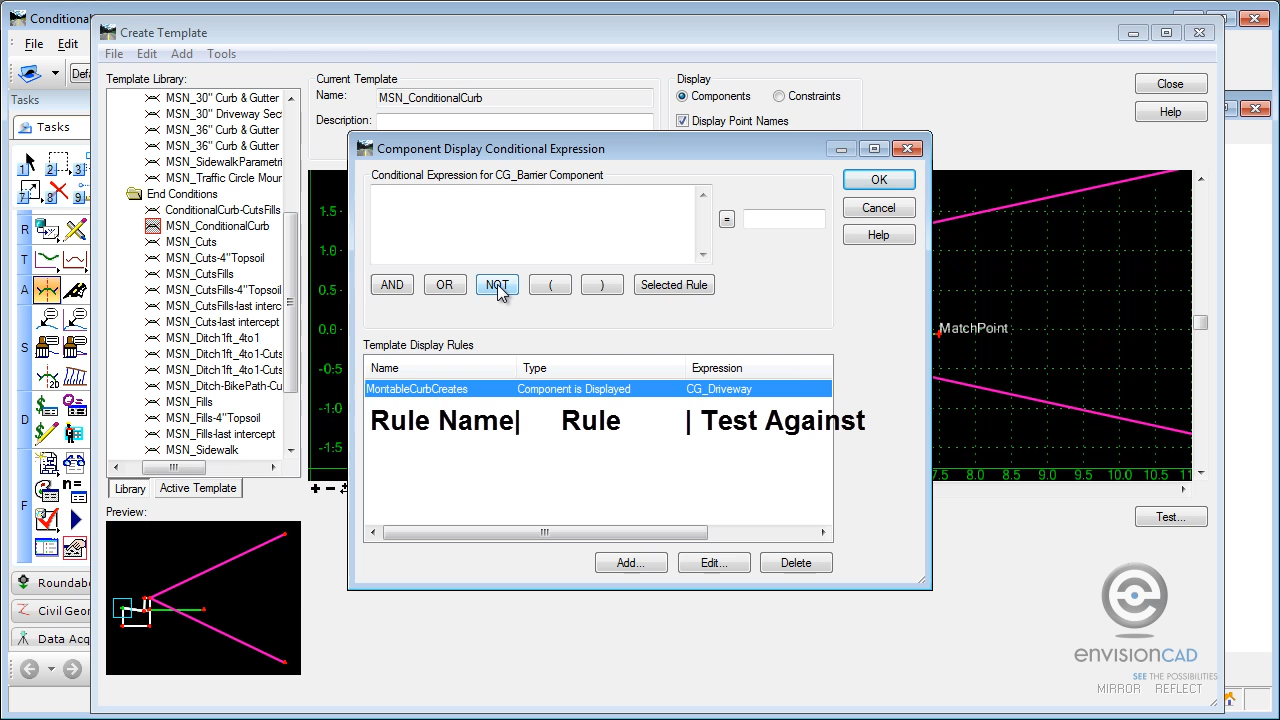 Conditional
Create Template
File Edit
File Edit Add Tools
Template Library:
Current Template
Display
Name:
MSN_ConditionalCurb
Components
Constraints
Close
Description:
Display Point Names
Help
Tasks
Tasks
MSN_30" Curb & Gutter
MSN_30" Driveway Sec
MSN_36" Curb & Gutter
MSN_36" Curb & Gutter
MSN_SidewalkParametri
MSN_Traffic Circle Mour
End Conditions
ConditionalCurb-CutsFills
MSN_ConditionalCurb
MSN_Cuts
MSN_Cuts-4"Topsoil
MSN_CutsFills
MSN_CutsFills-4"Topsoil
MSN_CutsFills-last interc
MSN_Cuts-last intercept
MSN_Ditch1ft_4to1
MSN_Ditch1ft_4to1-Cuts
MSN_Ditch1ft_4to1-Cuts
MSN_Ditch-BikePath-Cu
MSN_Fills
MSN_Fills-4"Topsoil
MSN_Fills-last intercept
MSN_Sidewalk
Library
Active Template
Preview:
1 2 3
7 8 9
R
T
A
S
D
F
Roundabo
Civil Geor
Data Acq
Component Display Conditional Expression
Conditional Expression for CG_Barrier Component
=
OK
Cancel
Help
AND OR NOT ( ) Selected Rule
Template Display Rules
Name Type Expression
MontableCurbCreates Component is Displayed CG_Driveway
Rule Name| Rule | Test Against
Add... Edit... Delete
1.5
1.0
0.5
0.0
-0.5
-1.0
-1.5
MatchPoint
7.5 8.0 8.5 9.0 9.5 10.0 10.5 11
Test...
envisionCAD
SEE THE POSSIBILITIES
MIRROR REFLECT